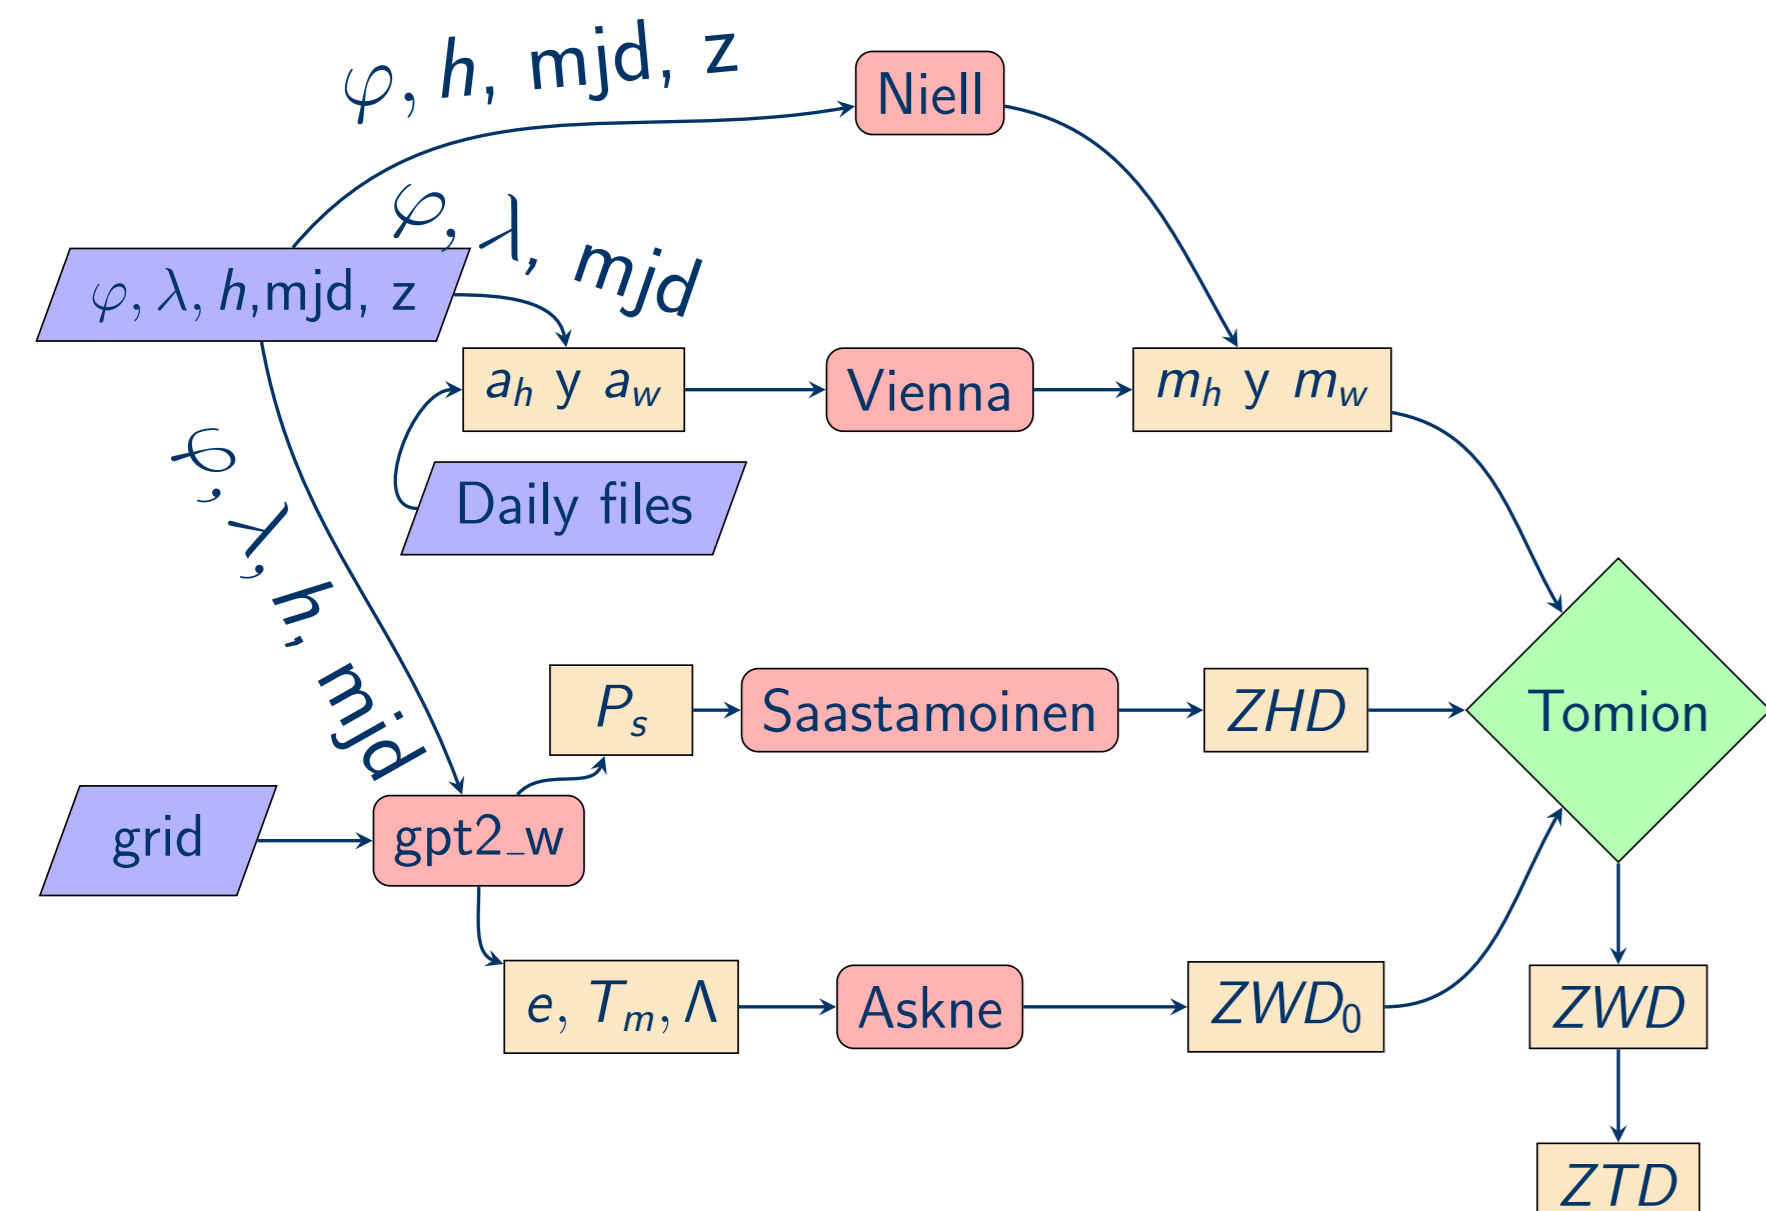 φ, h, mjd, z
Niell
φ, λ, mjd
φ, λ, h,mjd, z
a_h y a_w
Vienna
m_h y m_w
Daily files
φ, λ, h, mjd
P_s
Saastamoinen
ZHD
Tomion
grid
gpt2_w
e, T_m, Λ
Askne
ZWD_0
ZWD
ZTD